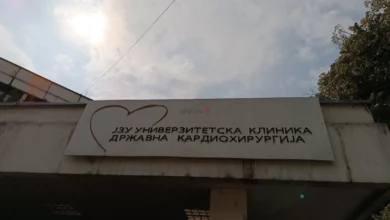 ЈЗУ УНИВЕРЗИТЕТСКА КЛИНИКА
ДРЖАВНА КАРДИОХИРУРГИЈА